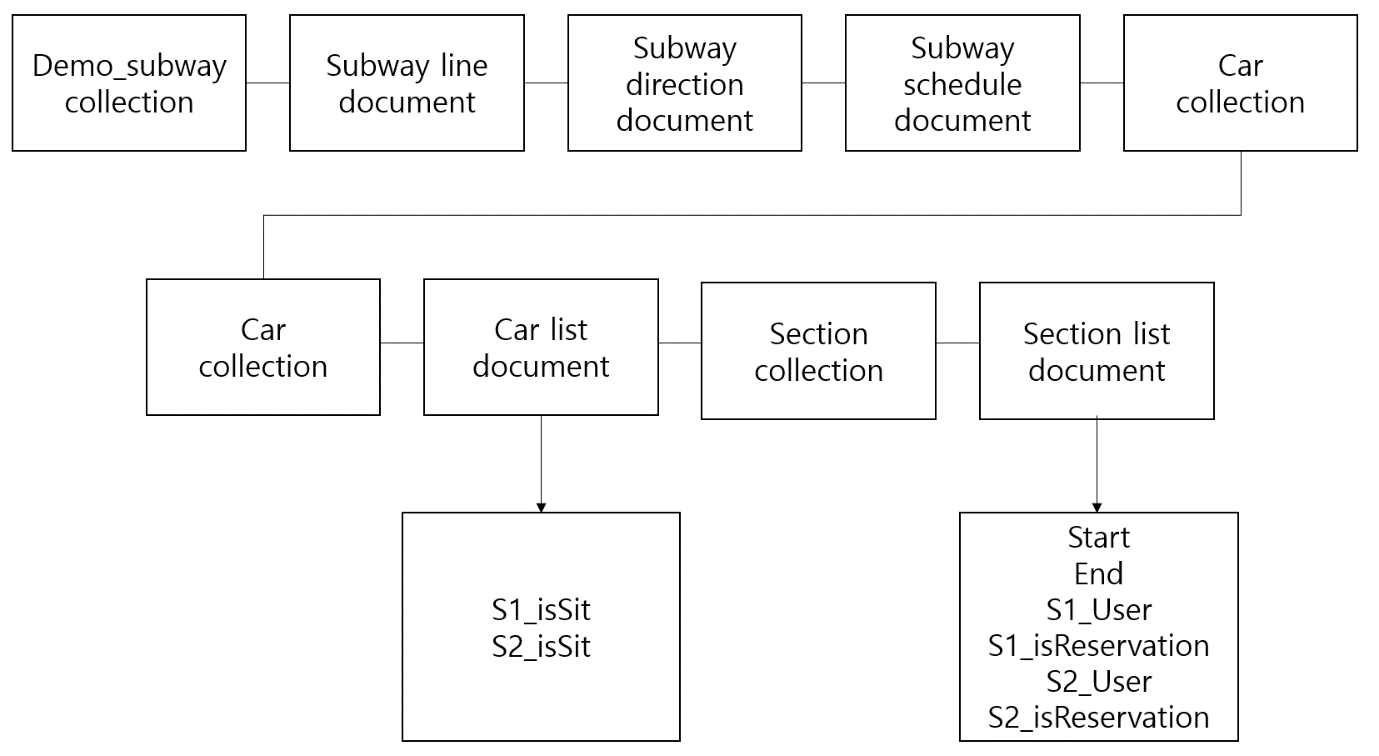 Demo_subway
collection
Subway line
document
Subway
direction
document
Subway
schedule
document
Car
collection
Car
collection
Car list
document
Section
collection
Section list
document
S1_isSit
S2_isSit
Start
End
S1_User
S1_isReservation
S2_User
S2_isReservation